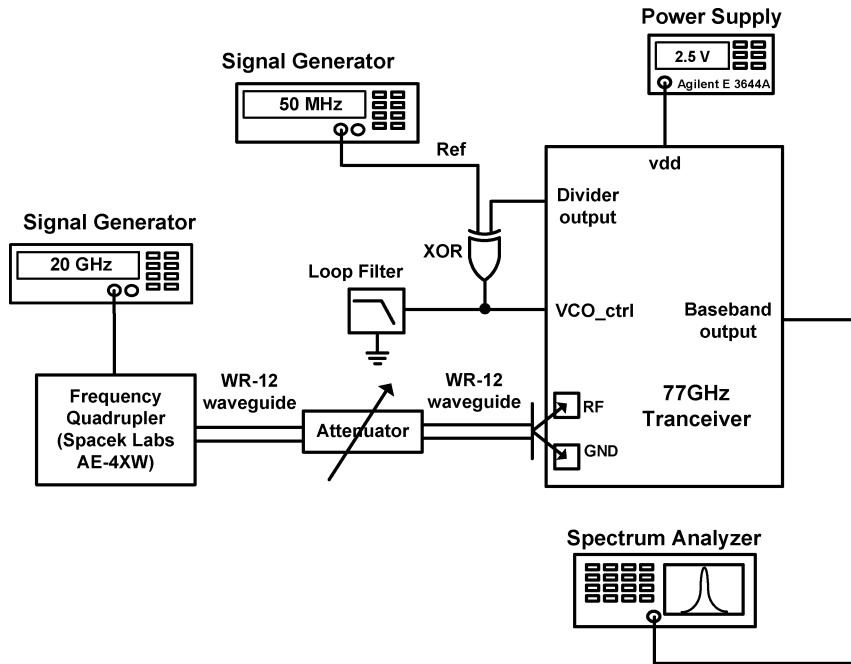 Power Supply
2.5 V
Agilent E 3644A
Signal Generator
50 MHz
Ref
vdd
Divider
output
Signal Generator
20 GHz
XOR
Loop Filter
VCO_ctrl
Baseband
output
Frequency
Quadrupler
(Spacek Labs
AE-4XW)
WR-12
waveguide
Attenuator
WR-12
waveguide
RF
GND
77GHz
Tranceiver
Spectrum Analyzer